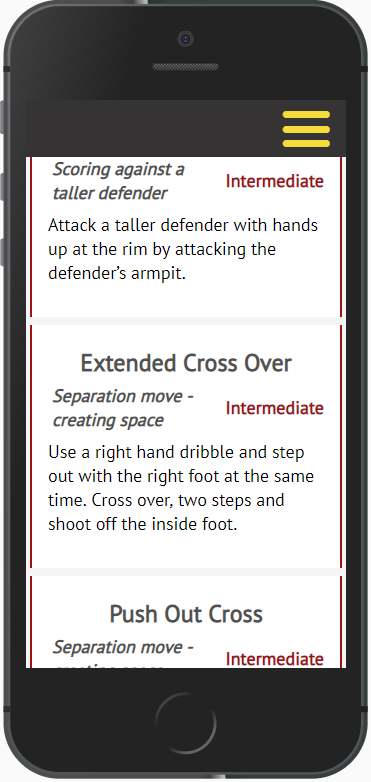 Scoring against a
taller defender
Intermediate
Attack a taller defender with hands
up at the rim by attacking the
defender’s armpit.
Extended Cross Over
Separation move -
creating space
Intermediate
Use a right hand dribble and step
out with the right foot at the same
time. Cross over, two steps and
shoot off the inside foot.
Push Out Cross
Separation move -
Intermediate